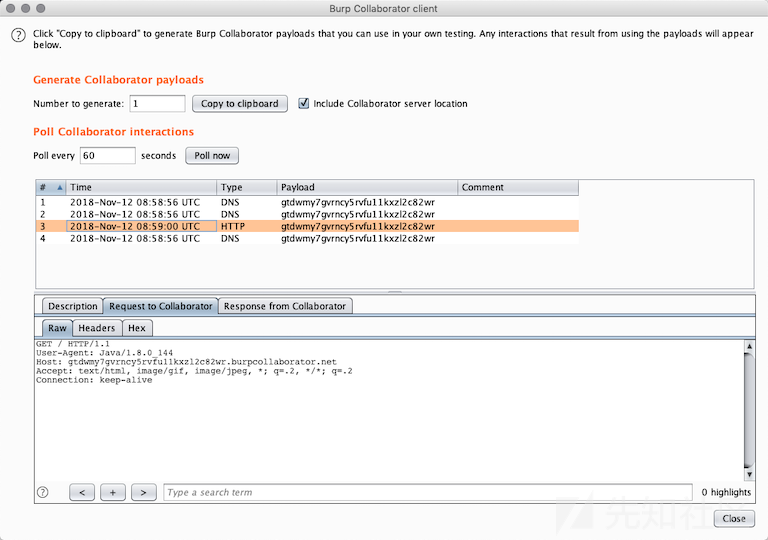 Burp Collaborator client
Click "Copy to clipboard" to generate Burp Collaborator payloads that you can use in your own testing. Any interactions that result from using the payloads will appear
below.
Generate Collaborator payloads
Number to generate: 1 Copy to clipboard Include Collaborator server location
Poll Collaborator interactions
Poll every 60 seconds Poll now
# Time Type Payload Comment
1 2018-Nov-12 08:58:56 UTC DNS gtdwmy7gvrncy5rvfu11kxzl2c82wr
2 2018-Nov-12 08:58:56 UTC DNS gtdwmy7gvrncy5rvfu11kxzl2c82wr
3 2018-Nov-12 08:59:00 UTC HTTP gtdwmy7gvrncy5rvfu11kxzl2c82wr
4 2018-Nov-12 08:58:56 UTC DNS gtdwmy7gvrncy5rvfu11kxzl2c82wr
Description Request to Collaborator Response from Collaborator
Raw Headers Hex
GET / HTTP/1.1
User-Agent: Java/1.8.0_144
Host: gtdwmy7gvrncy5rvfu11kxzl2c82wr.burpcollaborator.net
Accept: text/html, image/gif, image/jpeg, *; q=.2, */*; q=.2
Connection: keep-alive
? < + > Type a search term 0 highlights
先知社区
Close